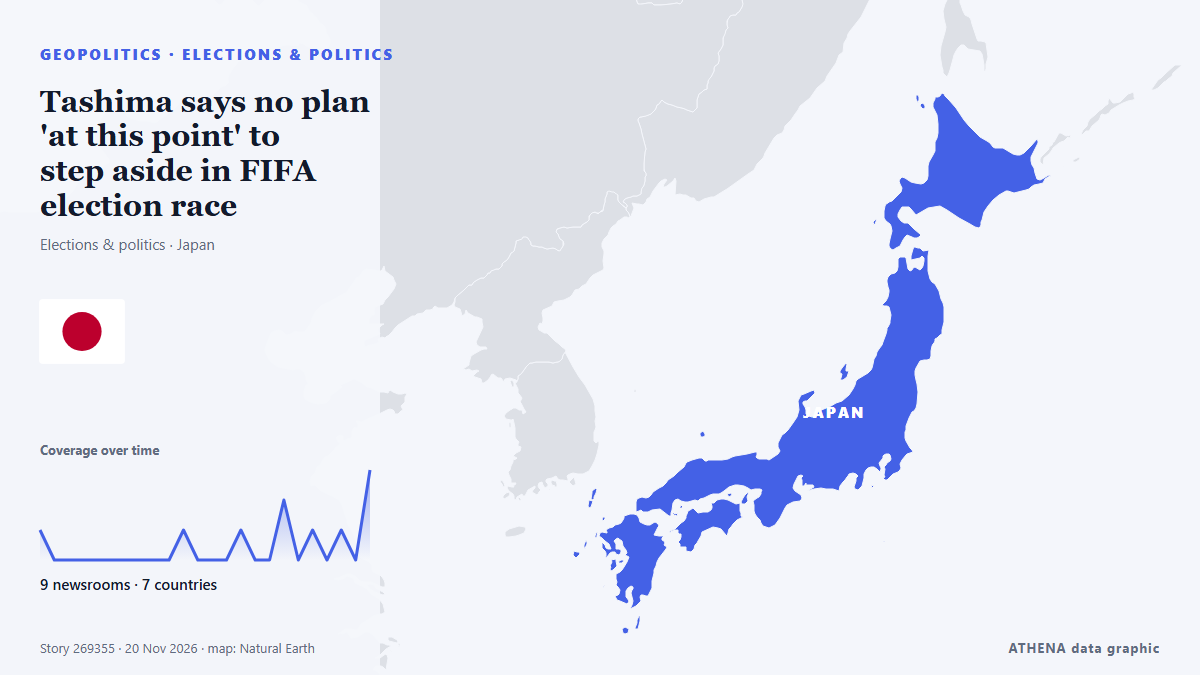 GEOPOLITICS · ELECTIONS & POLITICS
Tashima says no plan
'at this point' to
step aside in FIFA
election race
Elections & politics · Japan
JAPAN
Coverage over time
9 newsrooms · 7 countries
Story 269355 · 20 Nov 2026 · map: Natural Earth
ATHENA data graphic